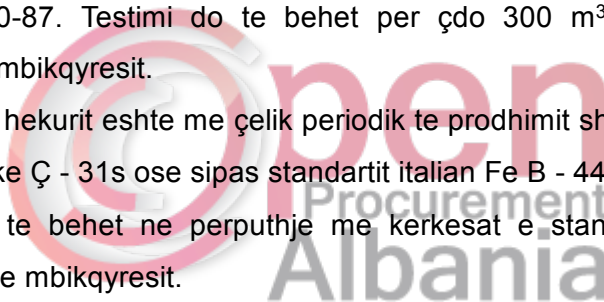 0-87. Testimi do te behet per çdo 300 m³
mbikqyresit.
hekurit eshte me çelik periodik te prodhimit sh
ke Ç - 31s ose sipas standartit italian Fe B - 44
te behet ne perputhje me kerkesat e stan
e mbikqyresit.
Open
Procurement
Albania